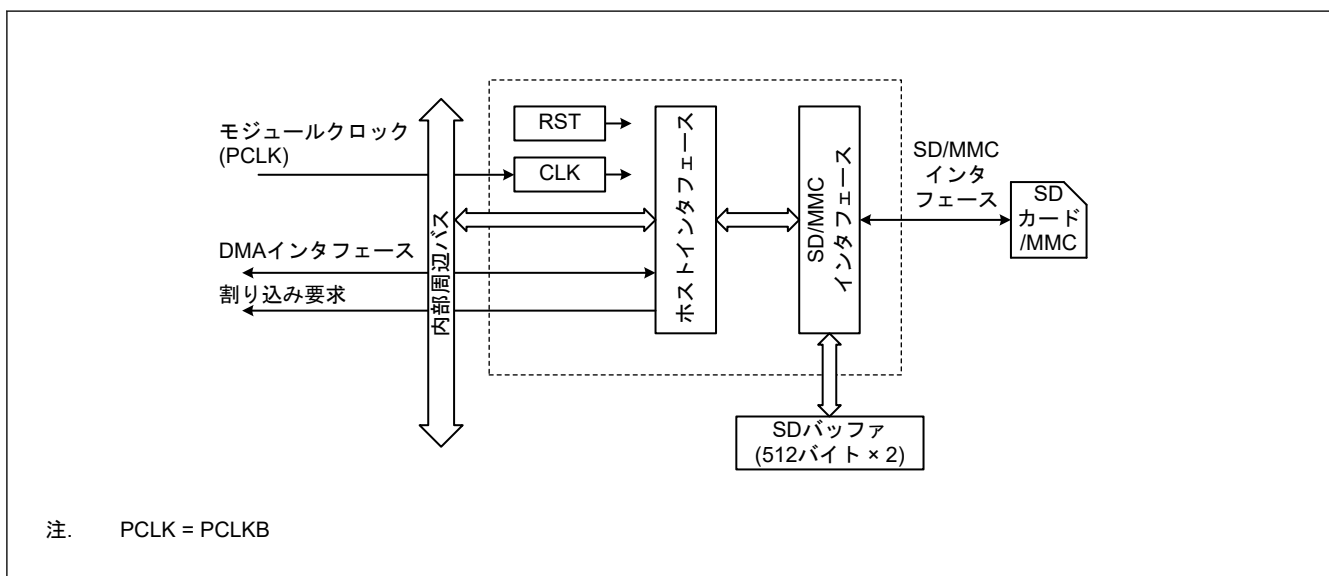 モジュールクロック
(PCLK)
DMAインタフェース
割り込み要求
内部周辺バス
RST
CLK
ホストインタフェース
SD/MMC
インタフェース
SD/MMC
インタ
フェース
SD
カード
/MMC
SDバッファ
(512バイト × 2)
注. PCLK = PCLKB